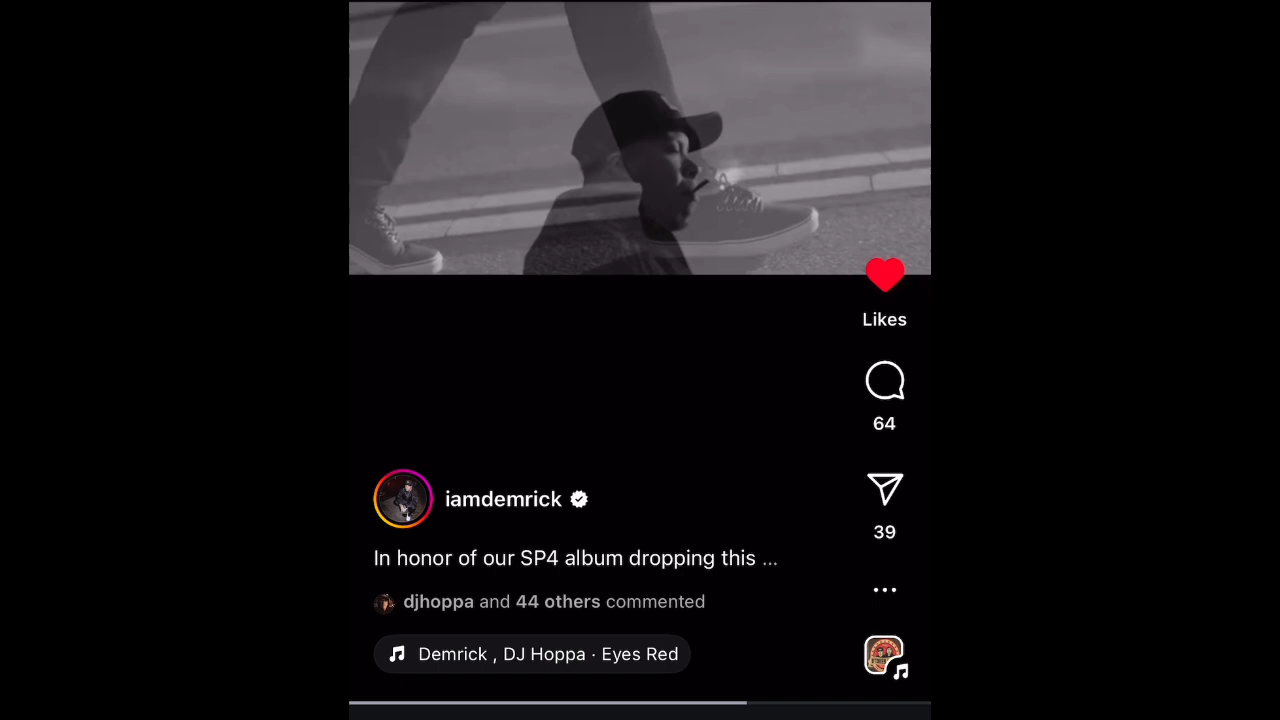 Likes
64
iamdemrick
39
In honor of our SP4 album dropping this ...
djhoppa and 44 others commented
Demrick , DJ Hoppa · Eyes Red